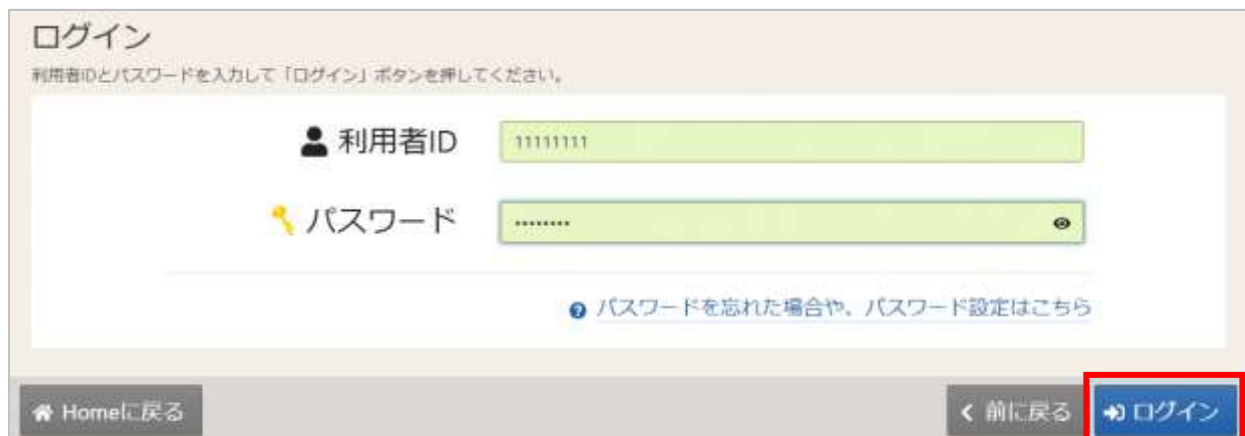 ログイン
利用者IDとパスワードを入力して「ログイン」ボタンを押してください。
利用者ID
11111111
パスワード
••••••••
パスワードを忘れた場合や、パスワード設定はこちら
Homeに戻る
前に戻る
ログイン